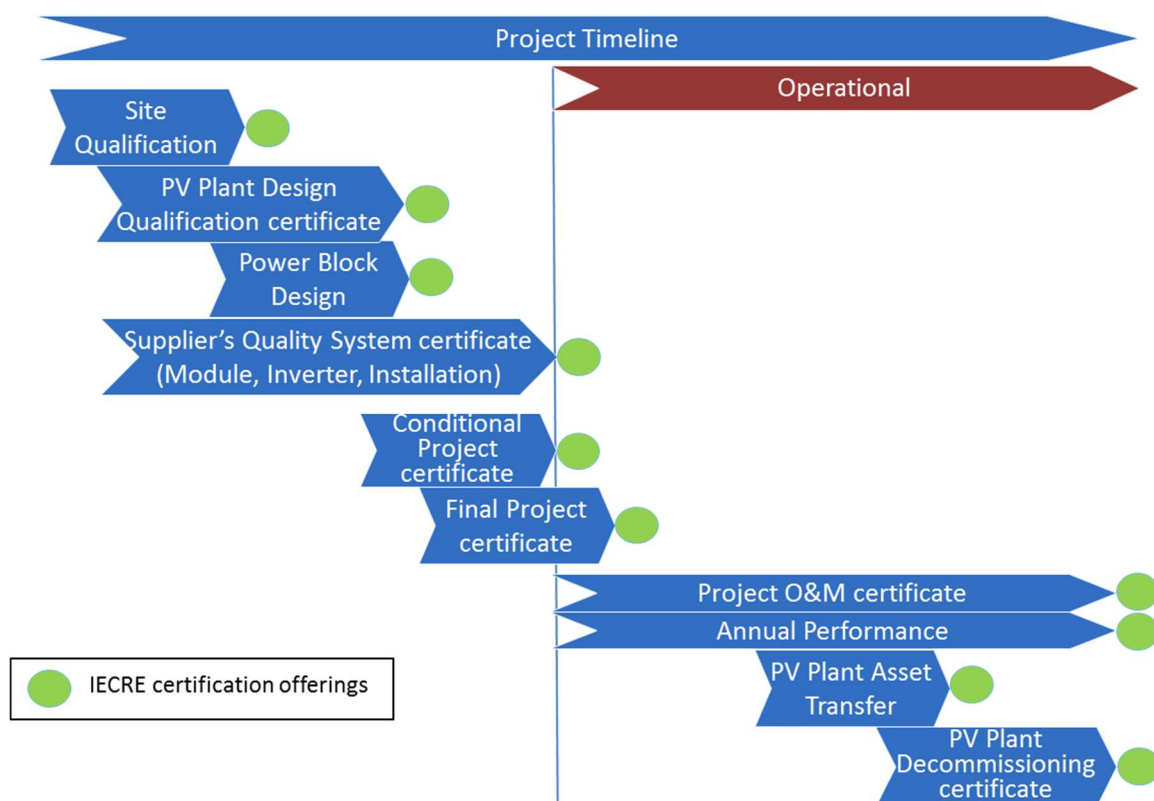 Project Timeline
Operational
Site
Qualification
PV Plant Design
Qualification certificate
Power Block
Design
Supplier’s Quality System certificate
(Module, Inverter, Installation)
Conditional
Project
certificate
Final Project
certificate
Project O&M certificate
Annual Performance
PV Plant Asset
Transfer
PV Plant
Decommissioning
certificate
IECRE certification offerings